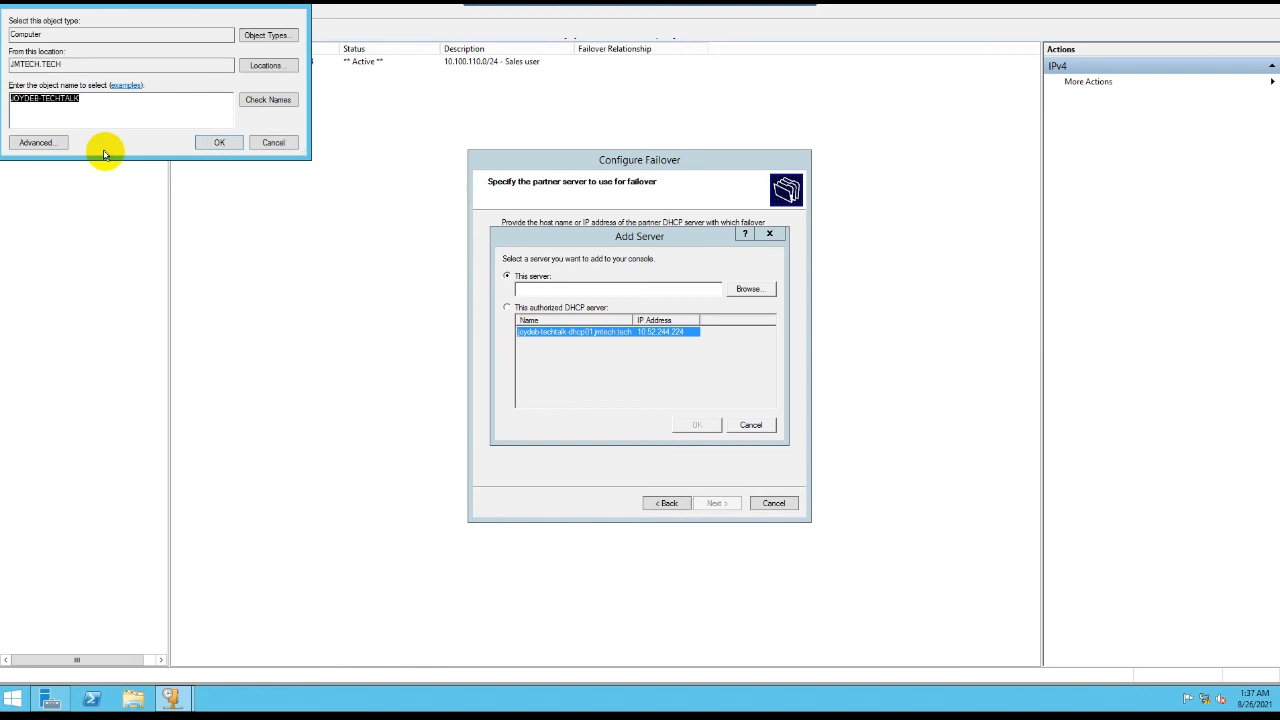 Select this object type:
Computer
Object Types...
From this location:
JMTECH.TECH
Locations...
Enter the object name to select (examples):
JOYDEB-TECHTALK
Check Names
Advanced...
OK
Cancel
Status
Description
Failover Relationship
** Active **
10.100.110.0/24 - Sales user
Actions
IPv4
More Actions
Configure Failover
Specify the partner server to use for failover
Provide the host name or IP address of the partner DHCP server with which failover
Add Server
?
X
Select a server you want to add to your console.
This server:
Browse...
This authorized DHCP server:
Name
IP Address
joydeb-techtalk-dhcp01.jmtech.tech
10.52.244.224
OK
Cancel
< Back
Next >
Cancel
1:37 AM
8/26/2021